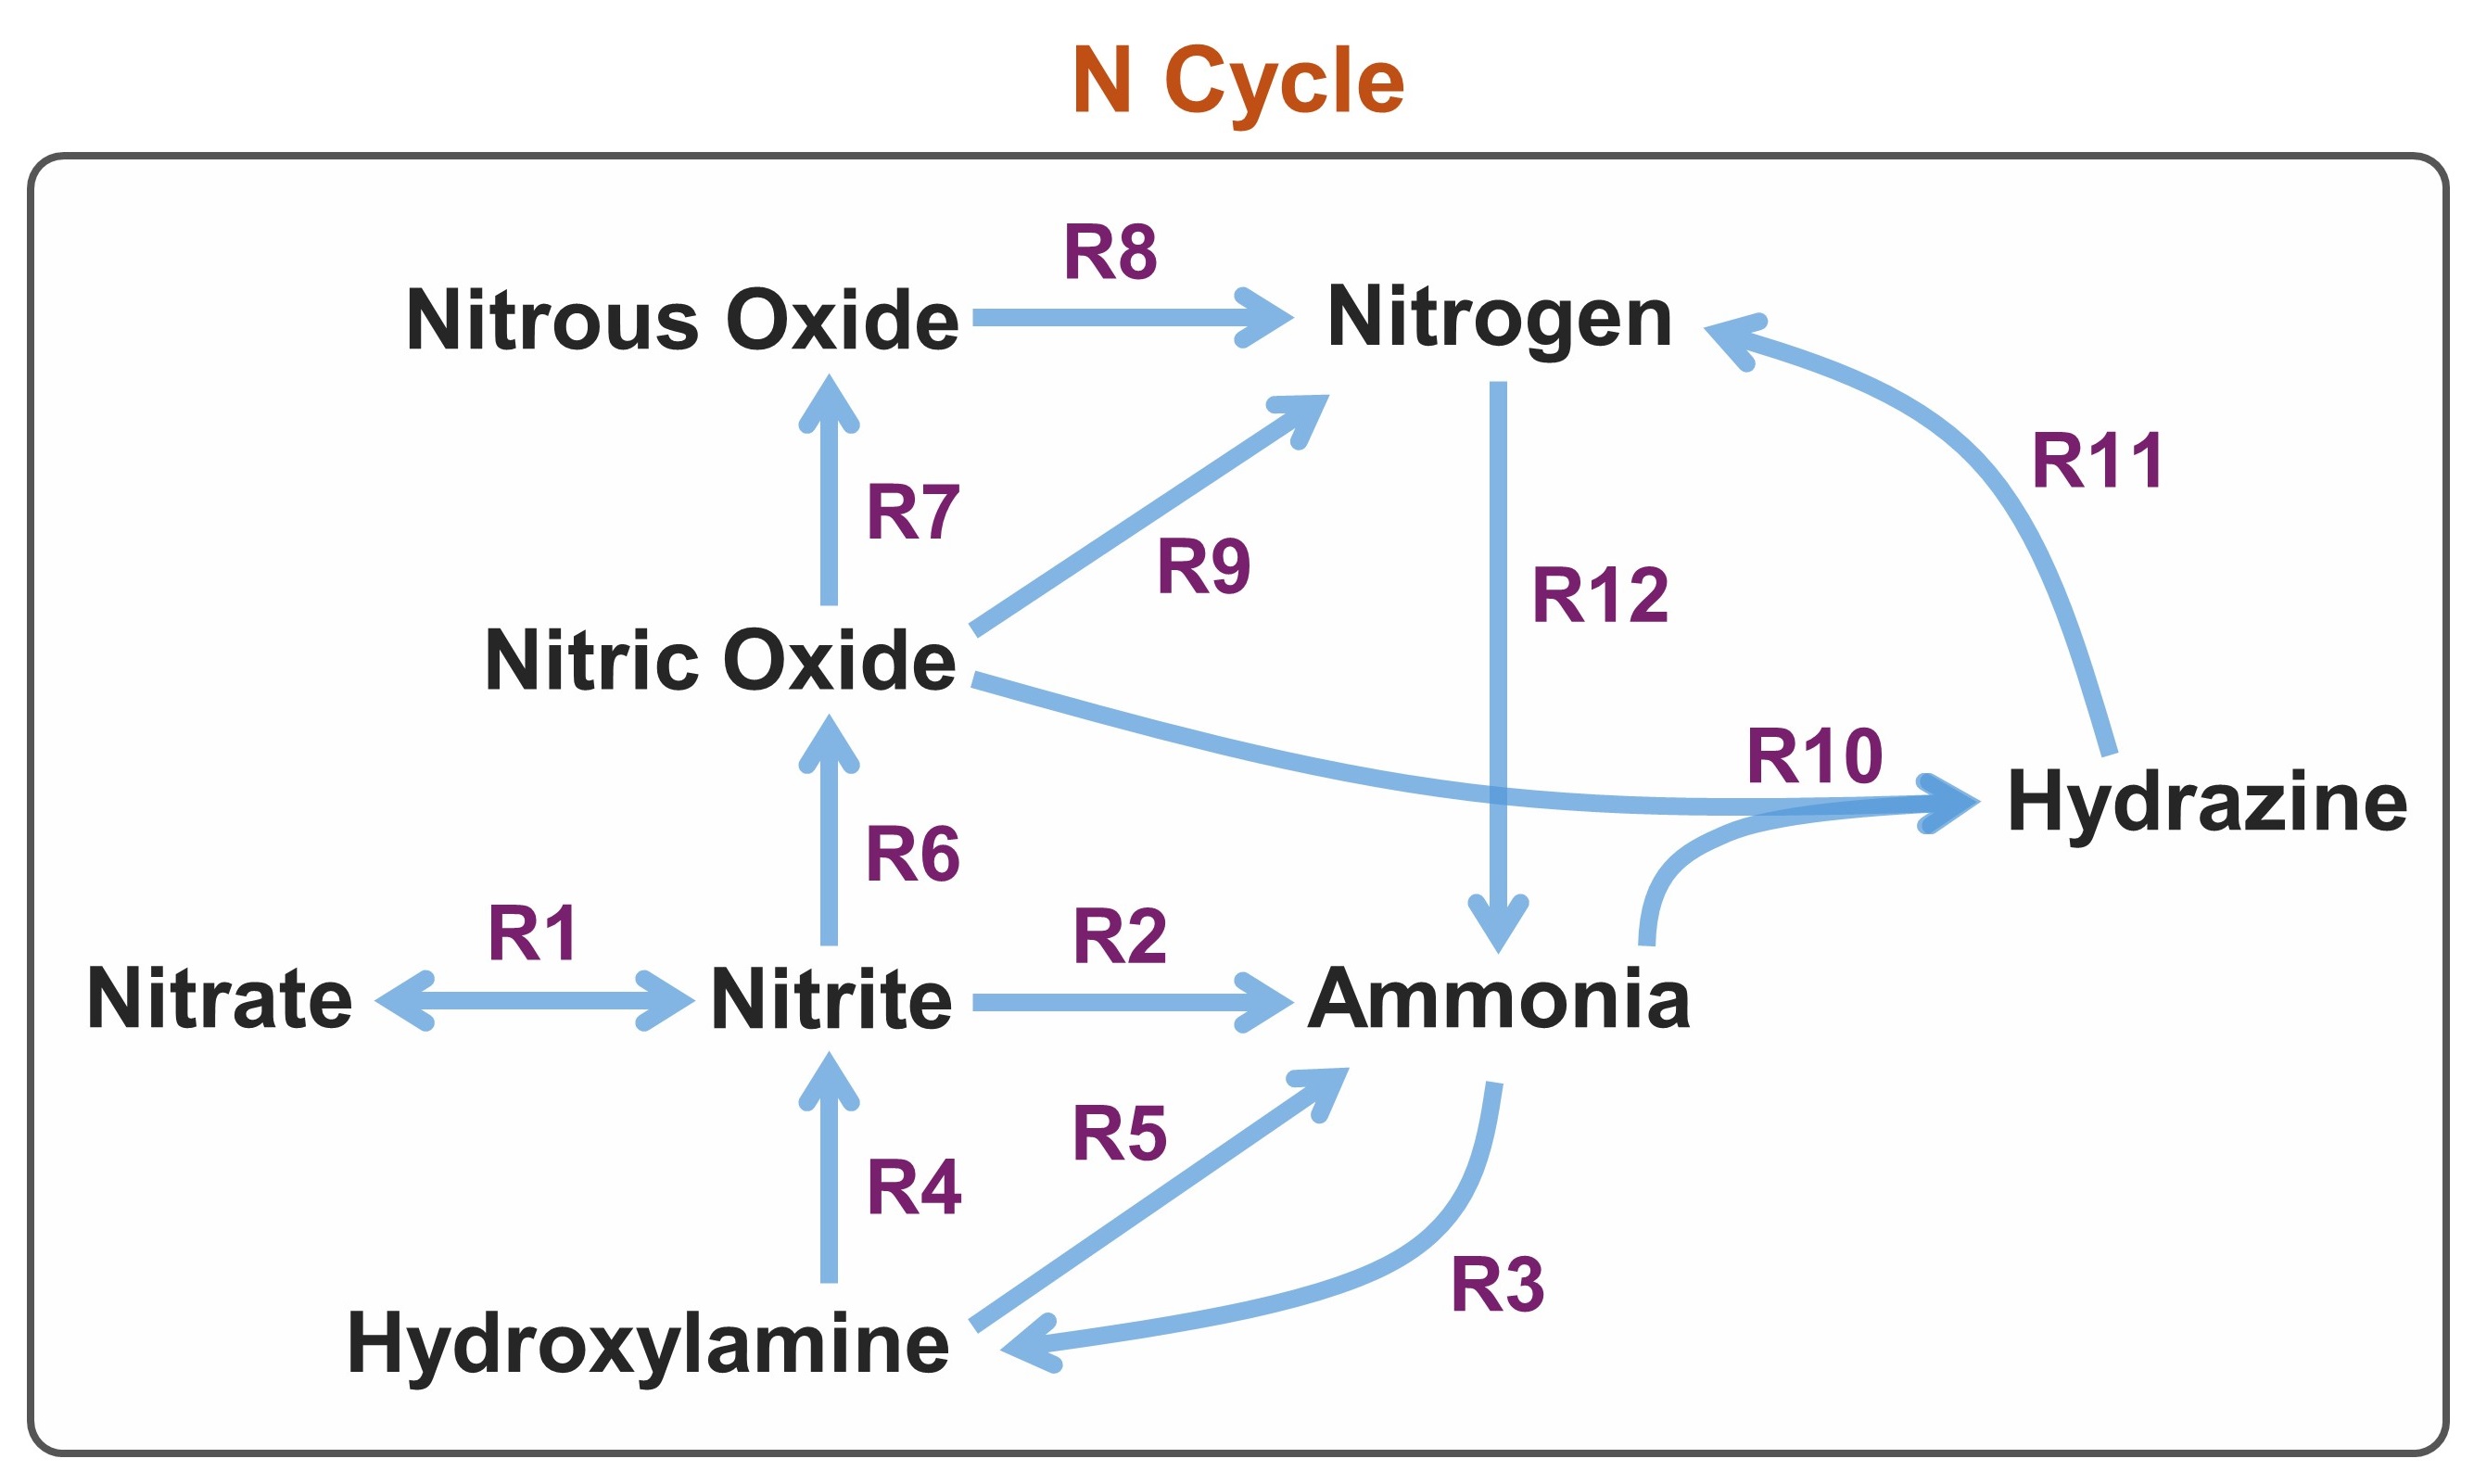 N Cycle
R8
Nitrous Oxide
Nitrogen
R11
R7
R9
R12
Nitric Oxide
R10
Hydrazine
R6
R1
R2
Nitrate
Nitrite
Ammonia
R5
R4
R3
Hydroxylamine